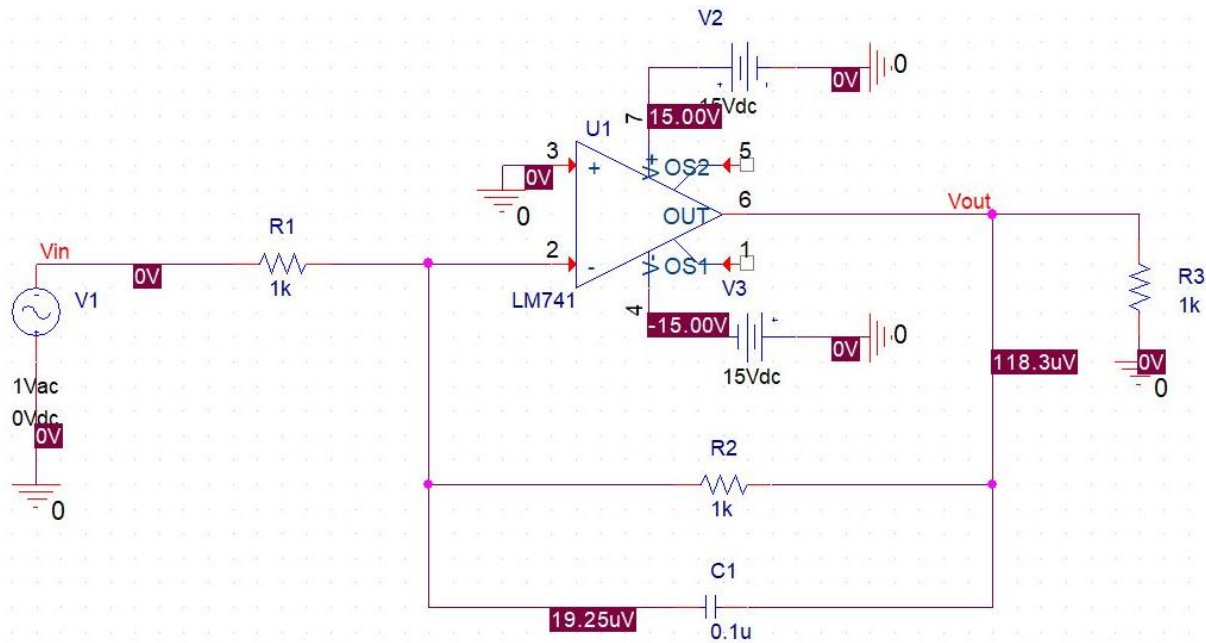 V2
0V
0
15Vdc
7
15.00V
U1
3
+
V+
OS2
5
0V
0
OUT
6
Vout
R1
Vin
0V
1k
2
-
V-
OS1
1
LM741
V3
4
-15.00V
0V
0
15Vdc
R3
1k
-
V1
+
118.3uV
0V
0
1Vac
0Vdc
0V
0
R2
1k
C1
19.25uV
0.1u